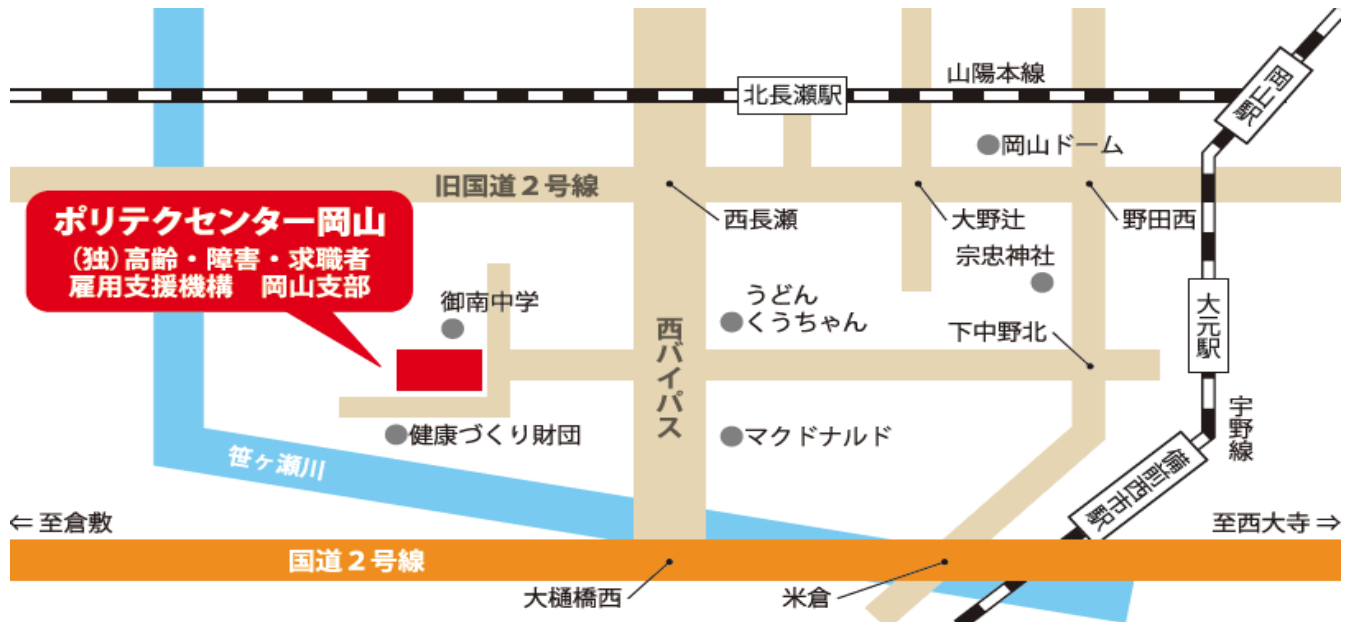 山陽本線
北長瀬駅
岡山駅
岡山ドーム
旧国道2号線
ポリテクセンター岡山
(独)高齢・障害・求職者
雇用支援機構　岡山支部
西長瀬
大野辻
野田西
宗忠神社
御南中学
うどん
くうちゃん
西バイパス
下中野北
大元駅
健康づくり財団
マクドナルド
宇野線
笹ヶ瀬川
備前西市駅
⇐ 至倉敷
至西大寺 ⇒
国道2号線
大樋橋西
米倉